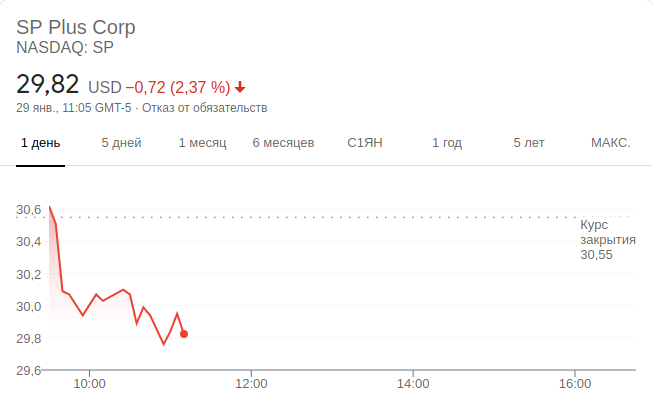 SP Plus Corp
NASDAQ: SP
29,82 USD −0,72 (2,37 %)
29 янв., 11:05 GMT-5 · Отказ от обязательств
1 день 5 дней 1 месяц 6 месяцев С1ЯН 1 год 5 лет МАКС.
30,6
Курс
закрытия
30,55
30,4
30,2
30,0
29,8
29,6
10:00 12:00 14:00 16:00